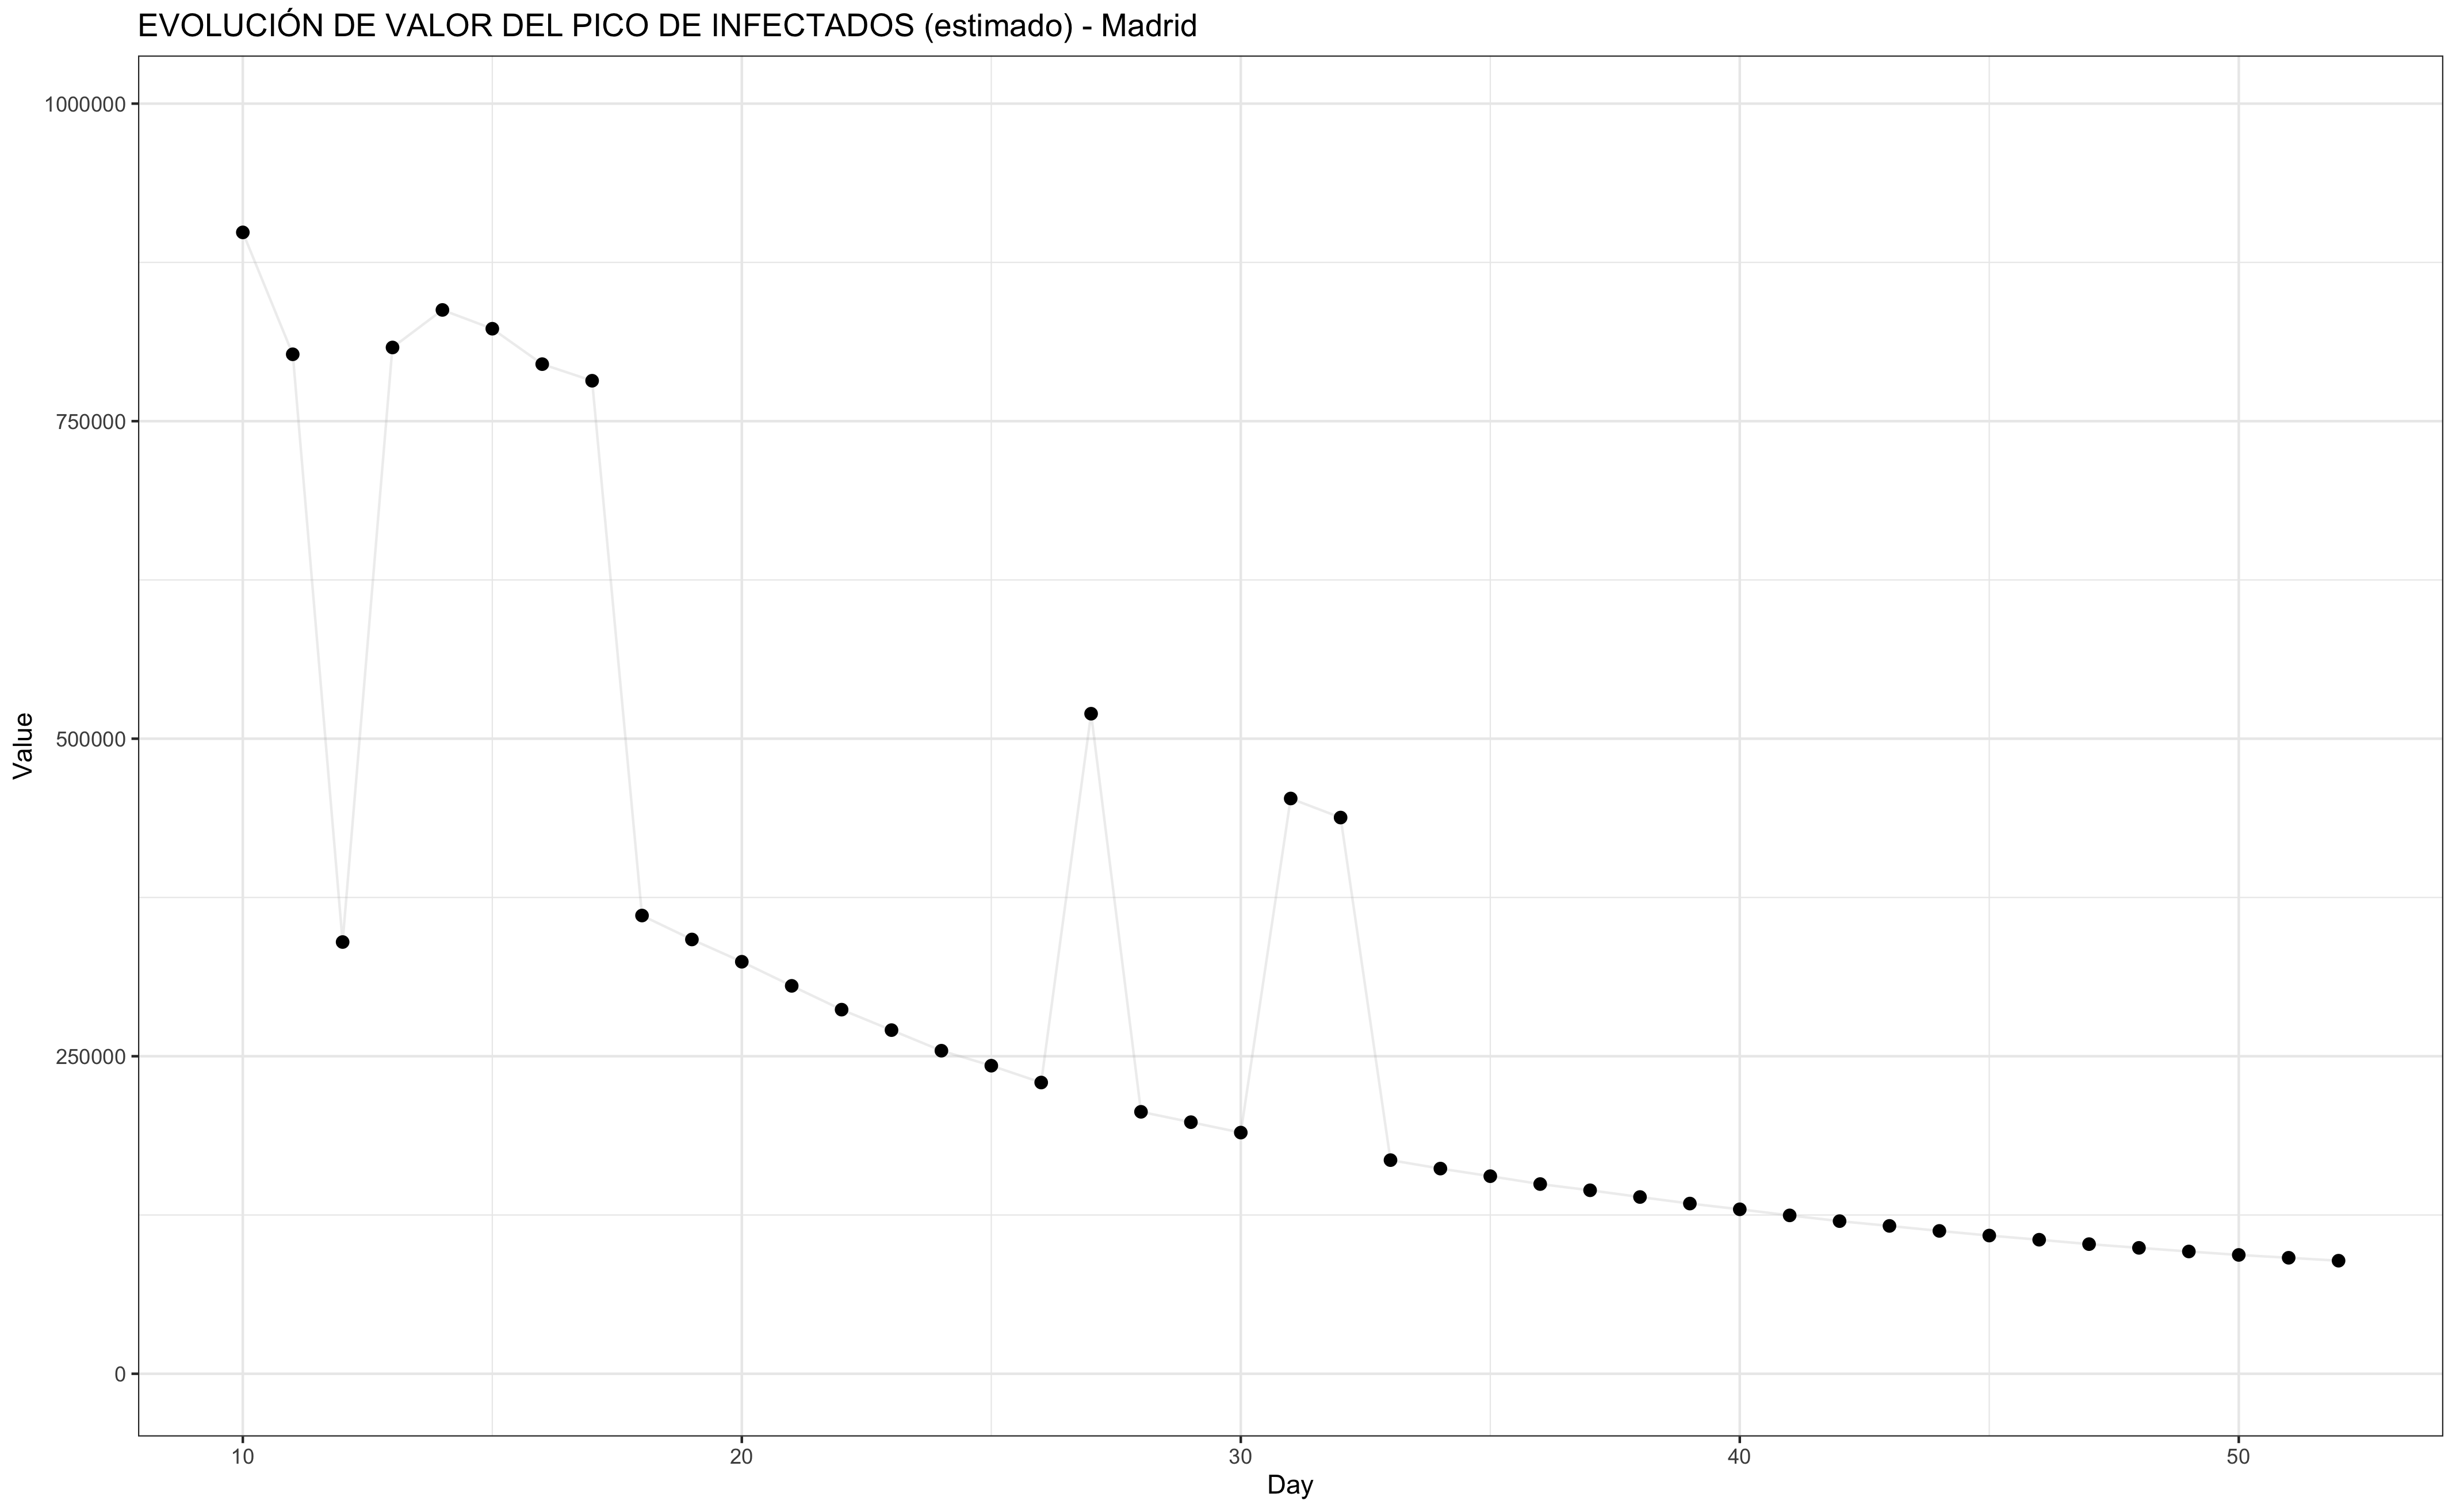 EVOLUCIÓN DE VALOR DEL PICO DE INFECTADOS (estimado) - Madrid
1000000
750000
500000
250000
0
Value
10 20 30 40 50
Day